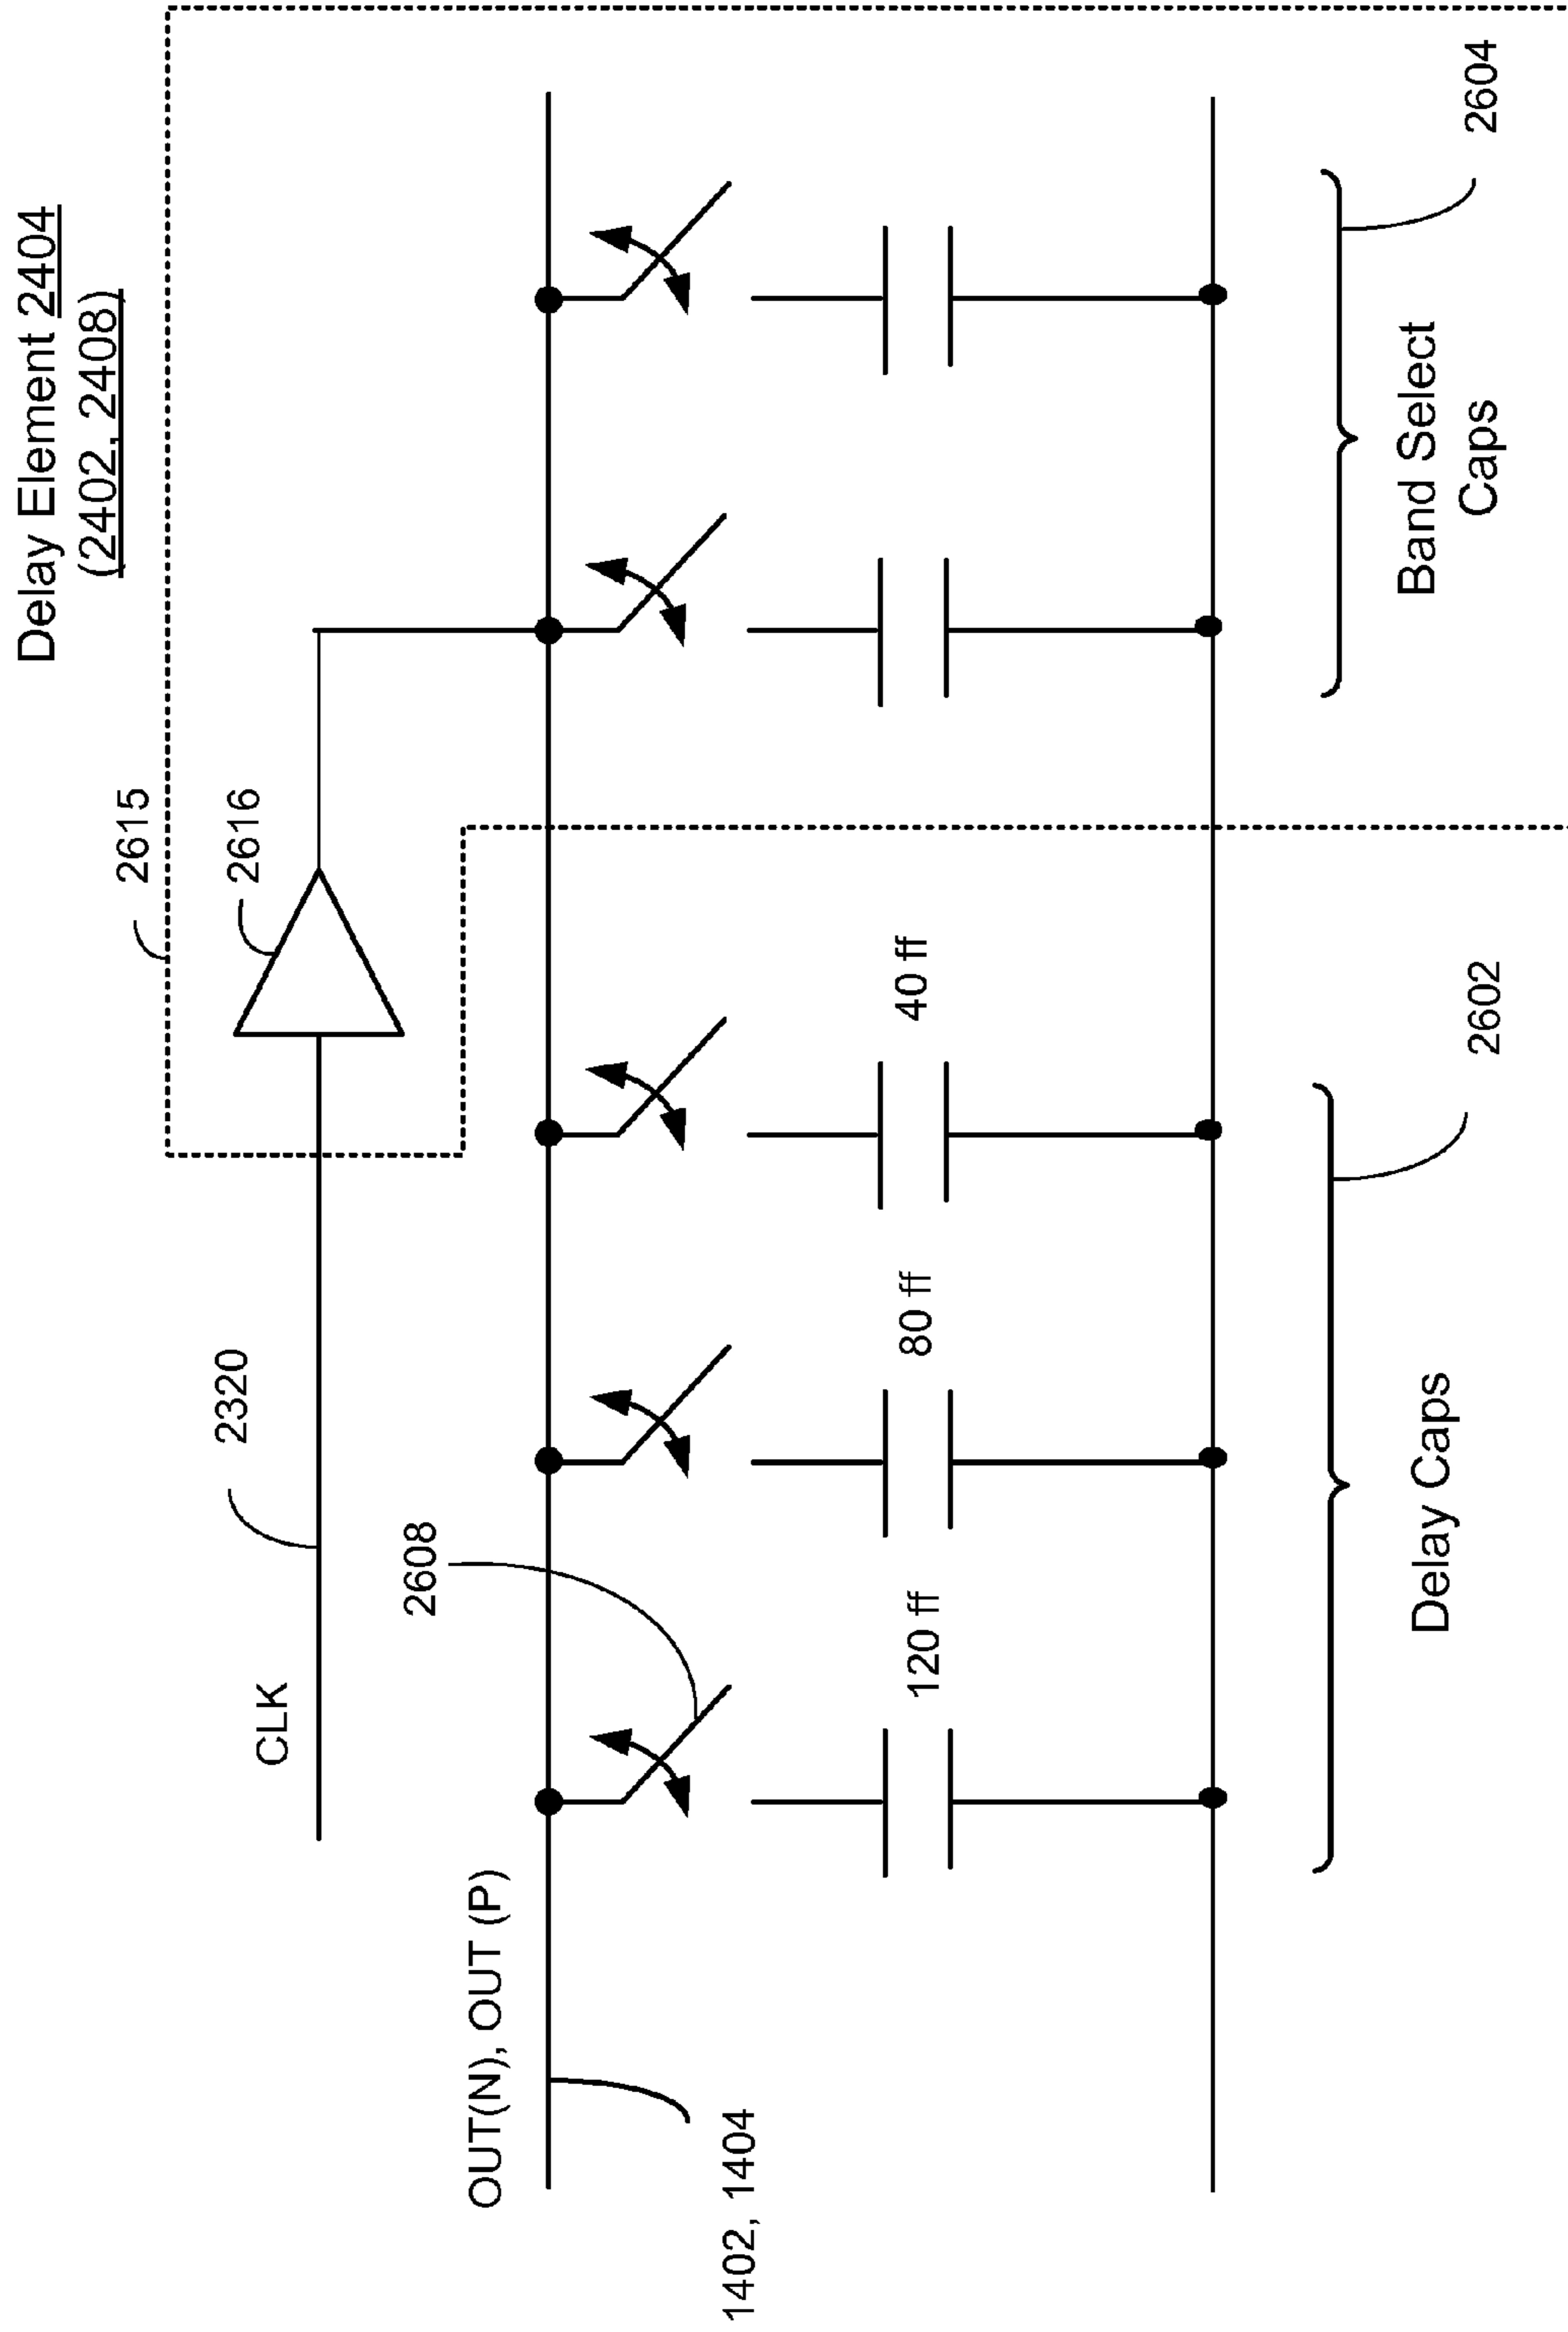 Delay Element 2404
(2402, 2408)
2615
2616
2320
CLK
2608
OUT(N), OUT (P)
1402, 1404
120 ff
80 ff
40 ff
Delay Caps
2602
Band Select
Caps
2604